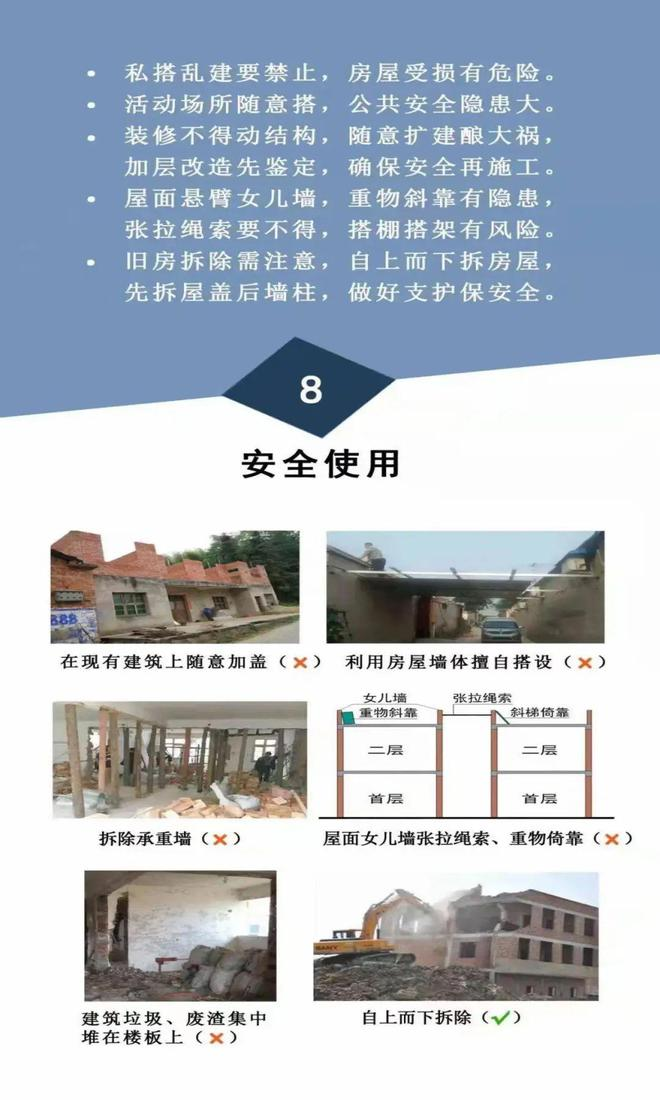 • 私搭乱建要禁止，房屋受损有危险。
• 活动场所随意搭，公共安全隐患大。
• 装修不得动结构，随意扩建酿大祸，
加层改造先鉴定，确保安全再施工。
• 屋面悬臂女儿墙，重物斜靠有隐患，
张拉绳索要不得，搭棚搭架有风险。
• 旧房拆除需注意，自上而下拆房屋，
先拆屋盖后墙柱，做好支护保安全。
8
安全使用
888
在现有建筑上随意加盖（×）
利用房屋墙体擅自搭设（×）
女儿墙
张拉绳索
重物斜靠
斜梯倚靠
二层
二层
首层
首层
拆除承重墙（×）
屋面女儿墙张拉绳索、重物倚靠（×）
SANY
建筑垃圾、废渣集中
堆在楼板上（×）
自上而下拆除（✓）